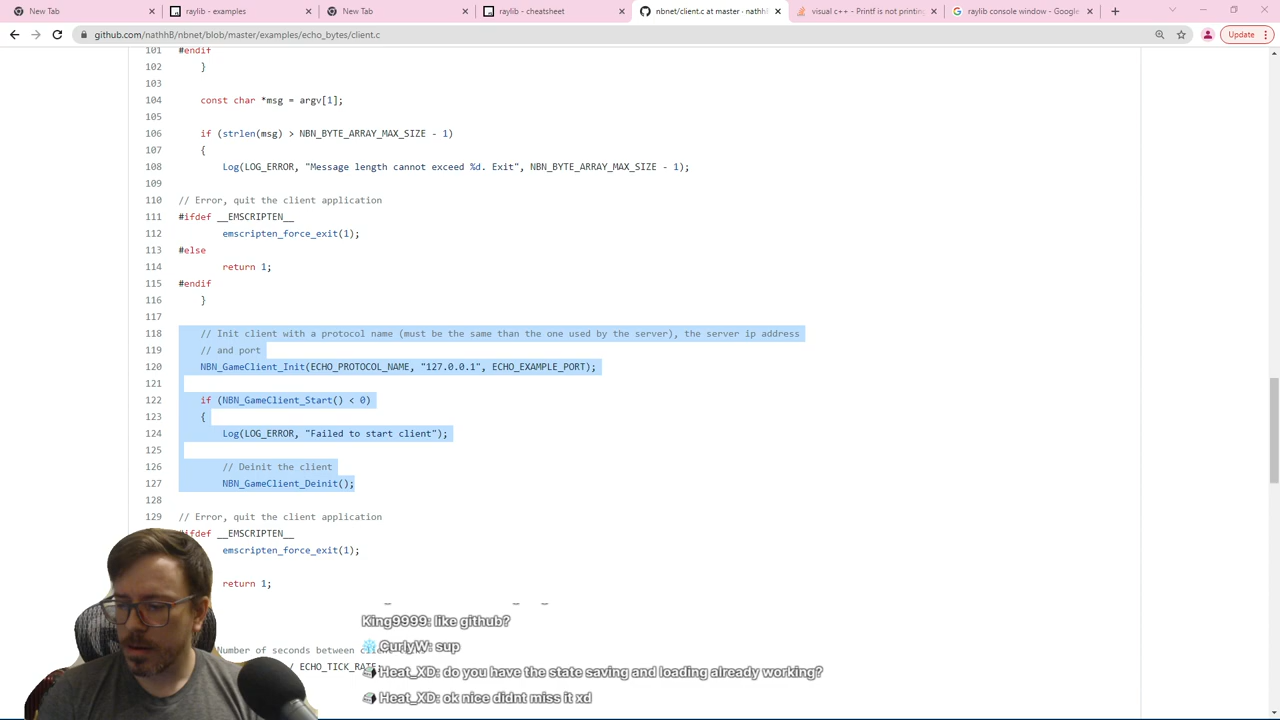 New Tab
raylib - examples
New Tab
raylib - cheatsheet
nbnet/client.c at master · nathhB
visual c++ - Printf is not printing
raylib console window - Google
github.com/nathhB/nbnet/blob/master/examples/echo_bytes/client.c
Update
101 #endif
102 }
103
104 const char *msg = argv[1];
105
106 if (strlen(msg) > NBN_BYTE_ARRAY_MAX_SIZE - 1)
107 {
108 Log(LOG_ERROR, "Message length cannot exceed %d. Exit", NBN_BYTE_ARRAY_MAX_SIZE - 1);
109
110 // Error, quit the client application
111 #ifdef __EMSCRIPTEN__
112 emscripten_force_exit(1);
113 #else
114 return 1;
115 #endif
116 }
117
118 // Init client with a protocol name (must be the same than the one used by the server), the server ip address
119 // and port
120 NBN_GameClient_Init(ECHO_PROTOCOL_NAME, "127.0.0.1", ECHO_EXAMPLE_PORT);
121
122 if (NBN_GameClient_Start() < 0)
123 {
124 Log(LOG_ERROR, "Failed to start client");
125
126 // Deinit the client
127 NBN_GameClient_Deinit();
128
129 // Error, quit the client application
#ifdef __EMSCRIPTEN__
emscripten_force_exit(1);
return 1;
King9999: like github?
CurlyW: sup
Number of seconds between
/ ECHO_TICK_RATE
Heat_XD: do you have the state saving and loading already working?
Heat_XD: ok nice didnt miss it xd